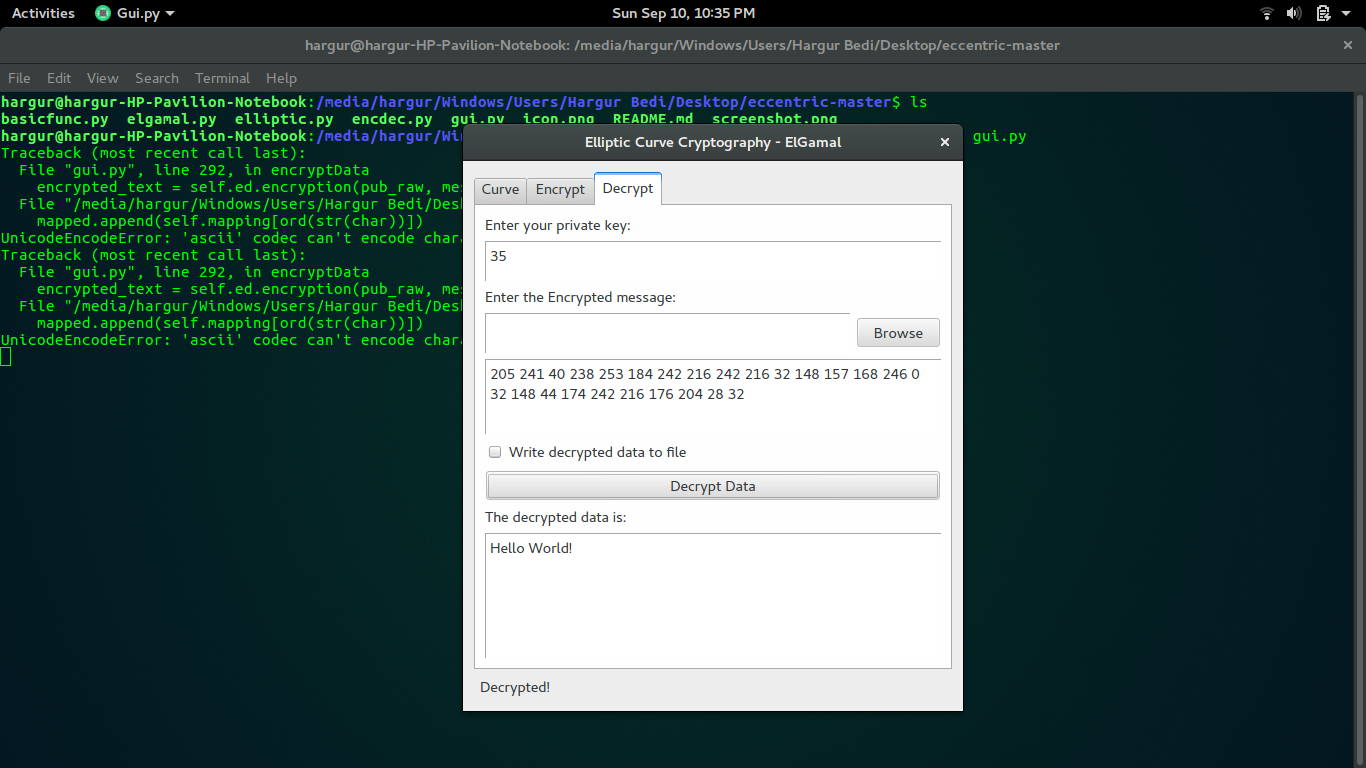 Activities Gui.py Sun Sep 10, 10:35 PM
hargur@hargur-HP-Pavilion-Notebook: /media/hargur/Windows/Users/Hargur Bedi/Desktop/eccentric-master
File Edit View Search Terminal Help
hargur@hargur-HP-Pavilion-Notebook:/media/hargur/Windows/Users/Hargur Bedi/Desktop/eccentric-master$ ls
basicfunc.py elgamal.py elliptic.py encdec.py gui.py icon.png README.md screenshot.png
hargur@hargur-HP-Pavilion-Notebook:/media/hargur/Wi gui.py
Traceback (most recent call last):
File "gui.py", line 292, in encryptData
encrypted_text = self.ed.encryption(pub_raw, me
File "/media/hargur/Windows/Users/Hargur Bedi/Des
mapped.append(self.mapping[ord(str(char))])
UnicodeEncodeError: 'ascii' codec can't encode char
Traceback (most recent call last):
File "gui.py", line 292, in encryptData
encrypted_text = self.ed.encryption(pub_raw, me
File "/media/hargur/Windows/Users/Hargur Bedi/Des
mapped.append(self.mapping[ord(str(char))])
UnicodeEncodeError: 'ascii' codec can't encode char
Elliptic Curve Cryptography - ElGamal
Curve Encrypt Decrypt
Enter your private key:
35
Enter the Encrypted message:
Browse
205 241 40 238 253 184 242 216 242 216 32 148 157 168 246 0
32 148 44 174 242 216 176 204 28 32
Write decrypted data to file
Decrypt Data
The decrypted data is:
Hello World!
Decrypted!